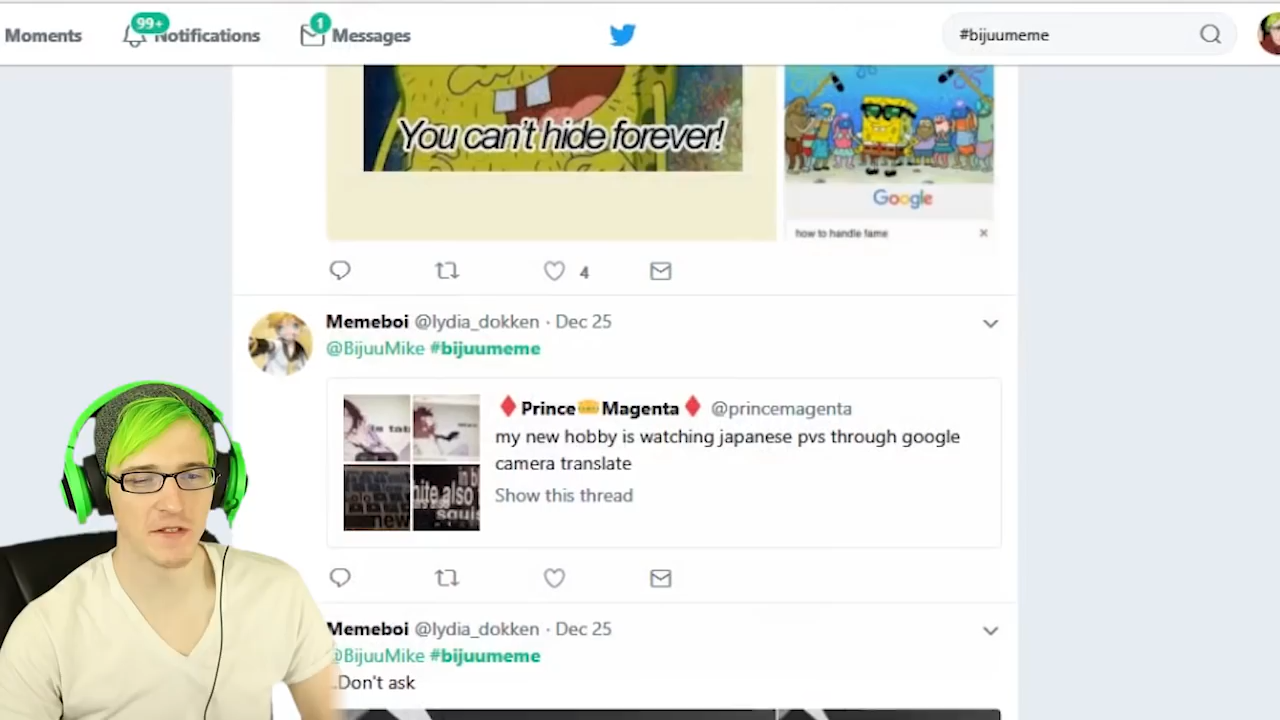 Moments
99+
Notifications
1
Messages
#bijuumeme
You can't hide forever!
Google
how to handle fame
4
Memeboi @lydia_dokken · Dec 25
@BijuuMike #bijuumeme
Prince Magenta @princemagenta
my new hobby is watching japanese pvs through google
camera translate
Show this thread
new
Memeboi @lydia_dokken · Dec 25
@BijuuMike #bijuumeme
Don't ask